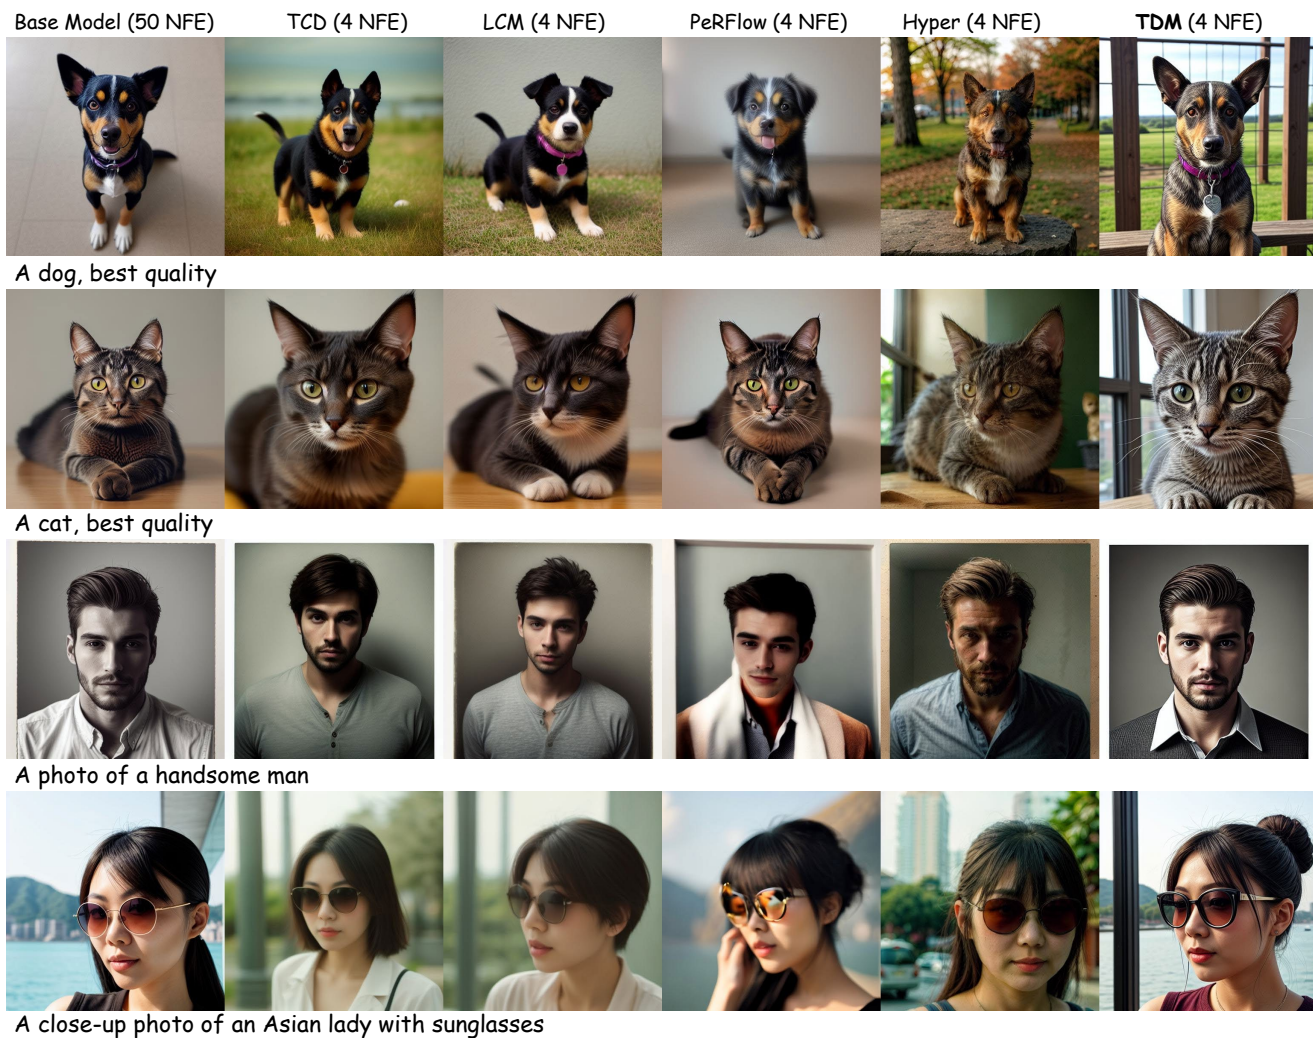 Base Model (50 NFE) TCD (4 NFE) LCM (4 NFE) PeRFlow (4 NFE) Hyper (4 NFE) TDM (4 NFE)
A dog, best quality
A cat, best quality
A photo of a handsome man
A close-up photo of an Asian lady with sunglasses